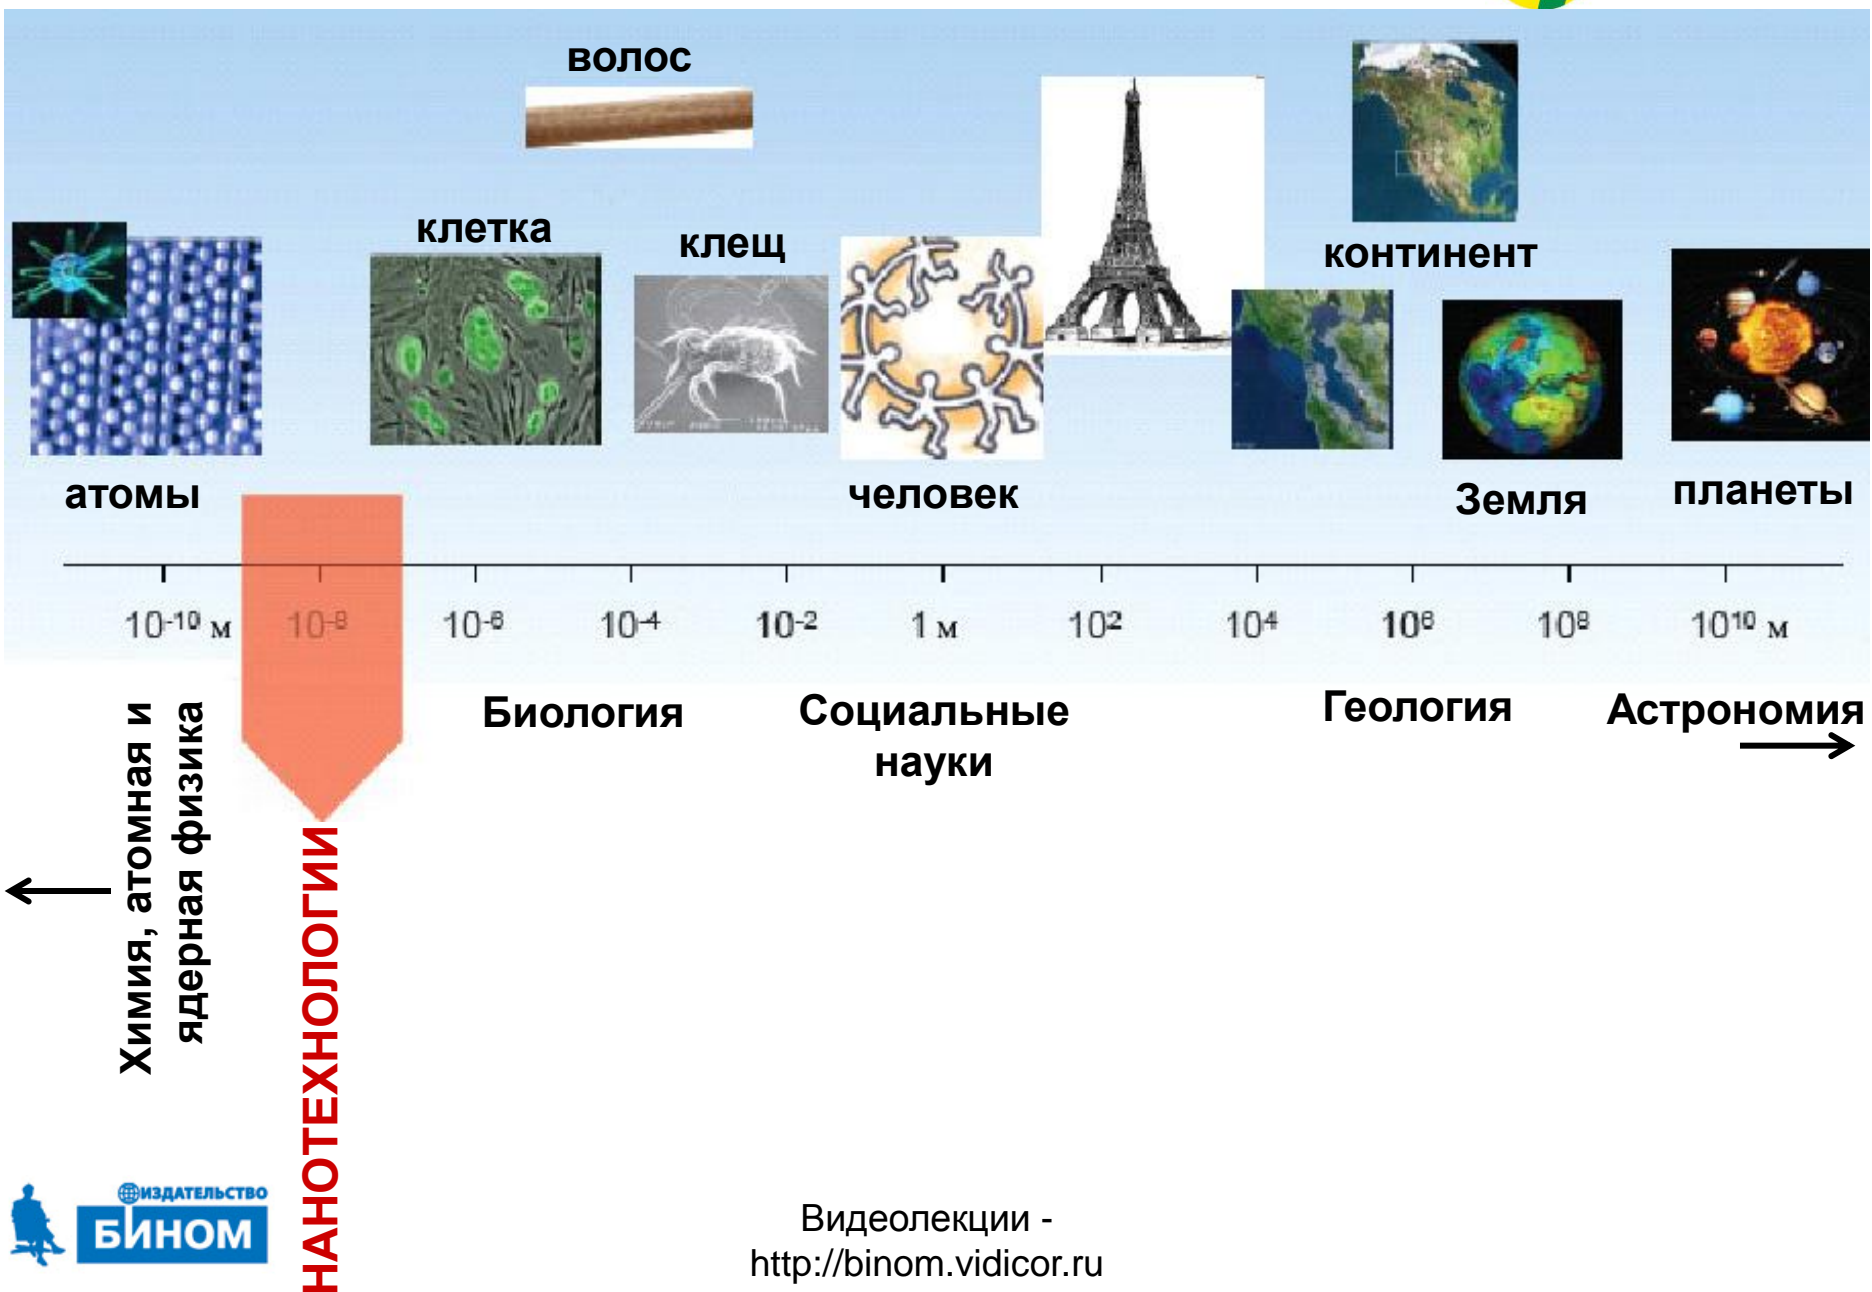 волос
клетка
клещ
континент
атомы
человек
Земля
планеты
10⁻¹⁰ м
10⁻⁸
10⁻⁶
10⁻⁴
10⁻²
1 м
10²
10⁴
10⁶
10⁸
10¹⁰ м
Химия, атомная и
ядерная физика
НАНОТЕХНОЛОГИИ
Биология
Социальные
науки
Геология
Астрономия
ИЗДАТЕЛЬСТВО
БИНОМ
Видеолекции -
http://binom.vidicor.ru